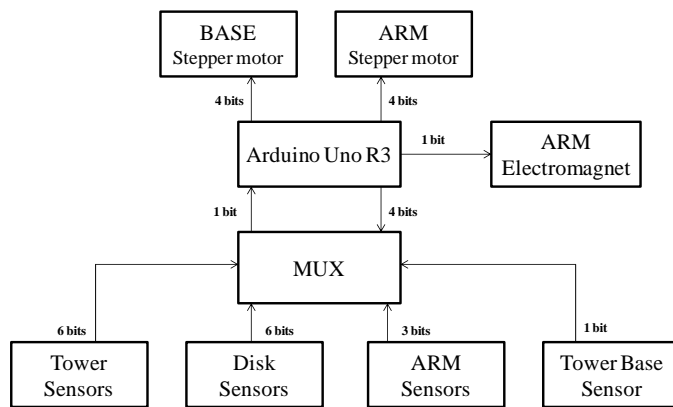 BASE
Stepper motor
ARM
Stepper motor
4 bits
4 bits
Arduino Uno R3
1 bit
ARM
Electromagnet
1 bit
4 bits
MUX
6 bits
6 bits
3 bits
1 bit
Tower
Sensors
Disk
Sensors
ARM
Sensors
Tower Base
Sensor